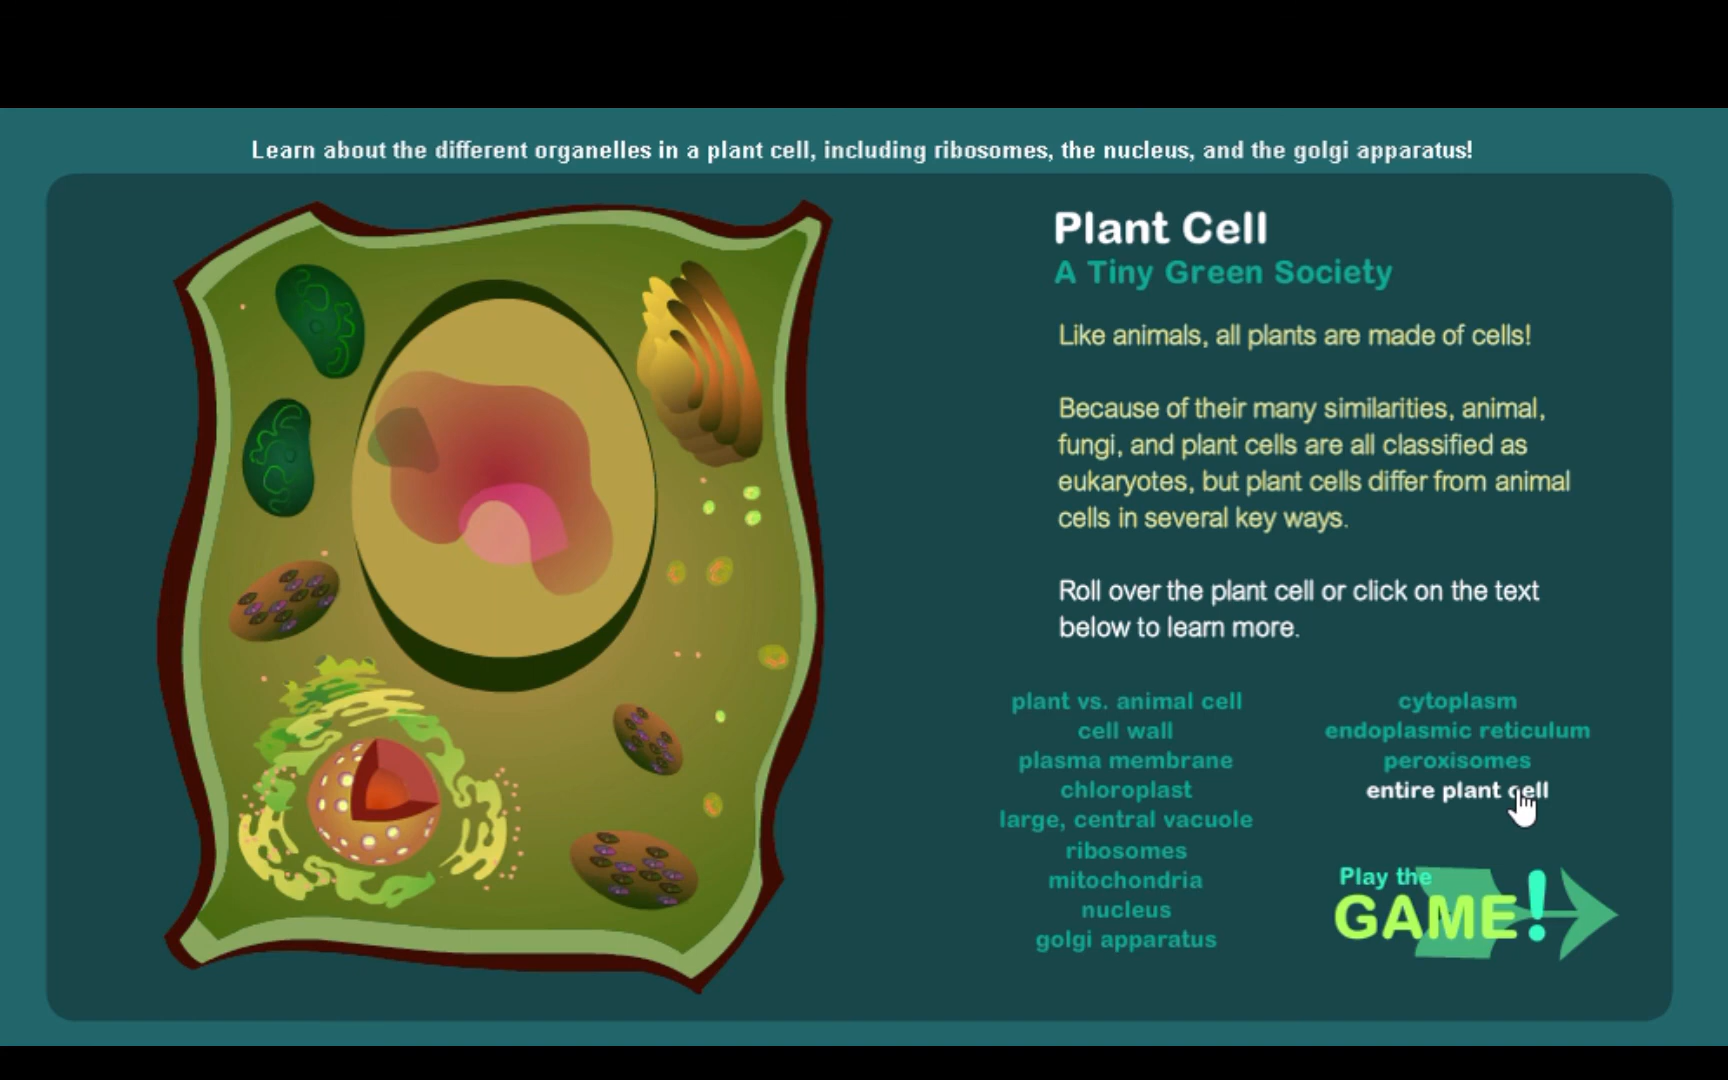 Learn about the different organelles in a plant cell, including ribosomes, the nucleus, and the golgi apparatus!
Plant Cell
A Tiny Green Society
Like animals, all plants are made of cells!
Because of their many similarities, animal,
fungi, and plant cells are all classified as
eukaryotes, but plant cells differ from animal
cells in several key ways.
Roll over the plant cell or click on the text
below to learn more.
plant vs. animal cell
cell wall
plasma membrane
chloroplast
large, central vacuole
ribosomes
mitochondria
nucleus
golgi apparatus
cytoplasm
endoplasmic reticulum
peroxisomes
entire plant cell
Play the
GAME!